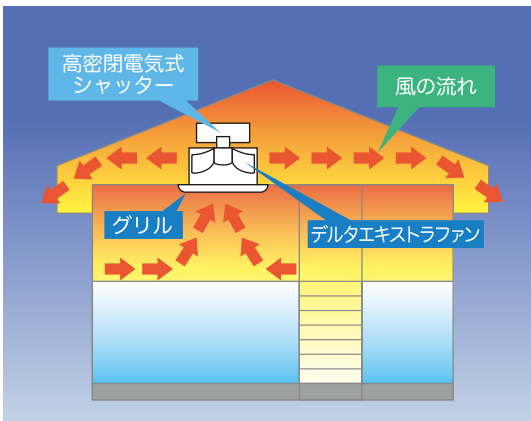 高密閉電気式
シャッター
風の流れ
グリル
デルタエキストラファン